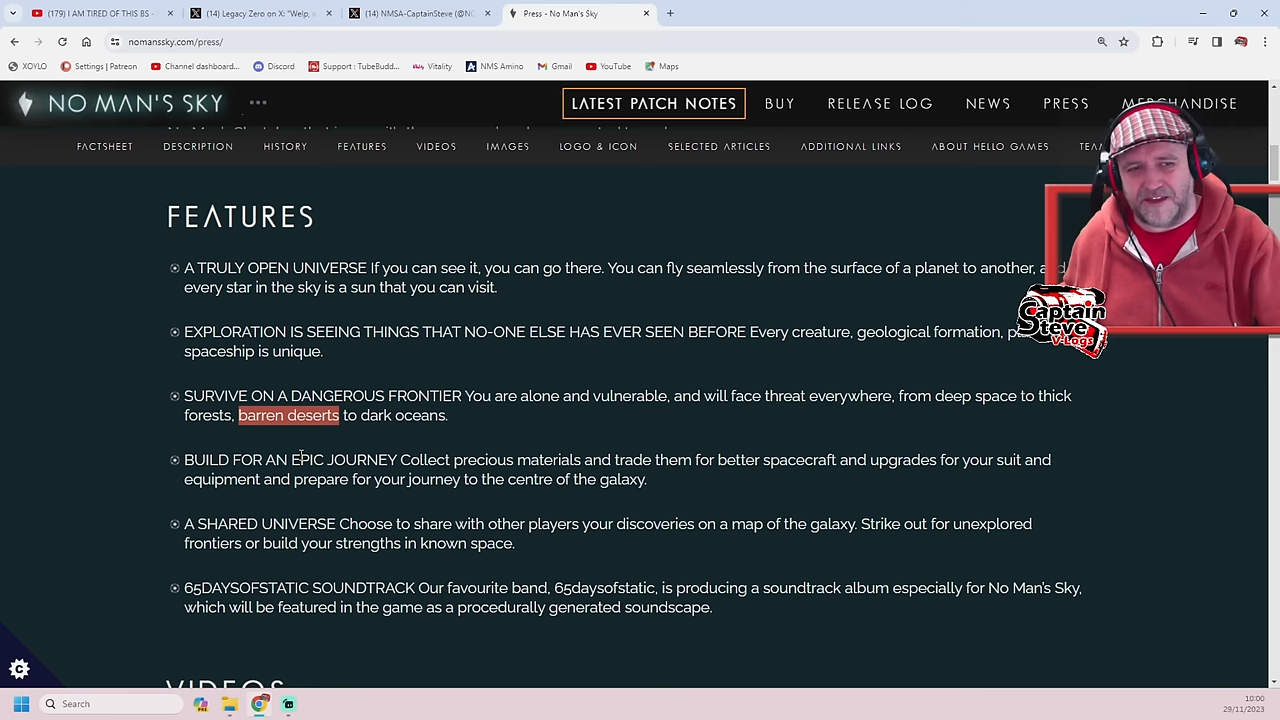 (179) I AM TIRED OF THIS BS -
(14) Legacy Zero on X: "Welp, w
(14) NMSA-CaptainSteve (@NC
Press - No Man's Sky
nomanssky.com/press/
XOYLO
Settings | Patreon
Channel dashboard...
Discord
Support : TubeBudd...
Vitality
NMS Amino
Gmail
YouTube
Maps
NO MAN'S SKY
LATEST PATCH NOTES
BUY
RELEASE LOG
NEWS
PRESS
MERCHANDISE
FACTSHEET
DESCRIPTION
HISTORY
FEATURES
VIDEOS
IMAGES
LOGO & ICON
SELECTED ARTICLES
ADDITIONAL LINKS
ABOUT HELLO GAMES
TEA
FEATURES
A TRULY OPEN UNIVERSE If you can see it, you can go there. You can fly seamlessly from the surface of a planet to another, and
every star in the sky is a sun that you can visit.
EXPLORATION IS SEEING THINGS THAT NO-ONE ELSE HAS EVER SEEN BEFORE Every creature, geological formation,
spaceship is unique.
SURVIVE ON A DANGEROUS FRONTIER You are alone and vulnerable, and will face threat everywhere, from deep space to thick
forests, barren deserts to dark oceans.
BUILD FOR AN EPIC JOURNEY Collect precious materials and trade them for better spacecraft and upgrades for your suit and
equipment and prepare for your journey to the centre of the galaxy.
A SHARED UNIVERSE Choose to share with other players your discoveries on a map of the galaxy. Strike out for unexplored
frontiers or build your strengths in known space.
65DAYSOFSTATIC SOUNDTRACK Our favourite band, 65daysofstatic, is producing a soundtrack album especially for No Man's Sky,
which will be featured in the game as a procedurally generated soundscape.
VIDEOS
Captain
Steve
V-Logs
Search
10:00
29/11/2023